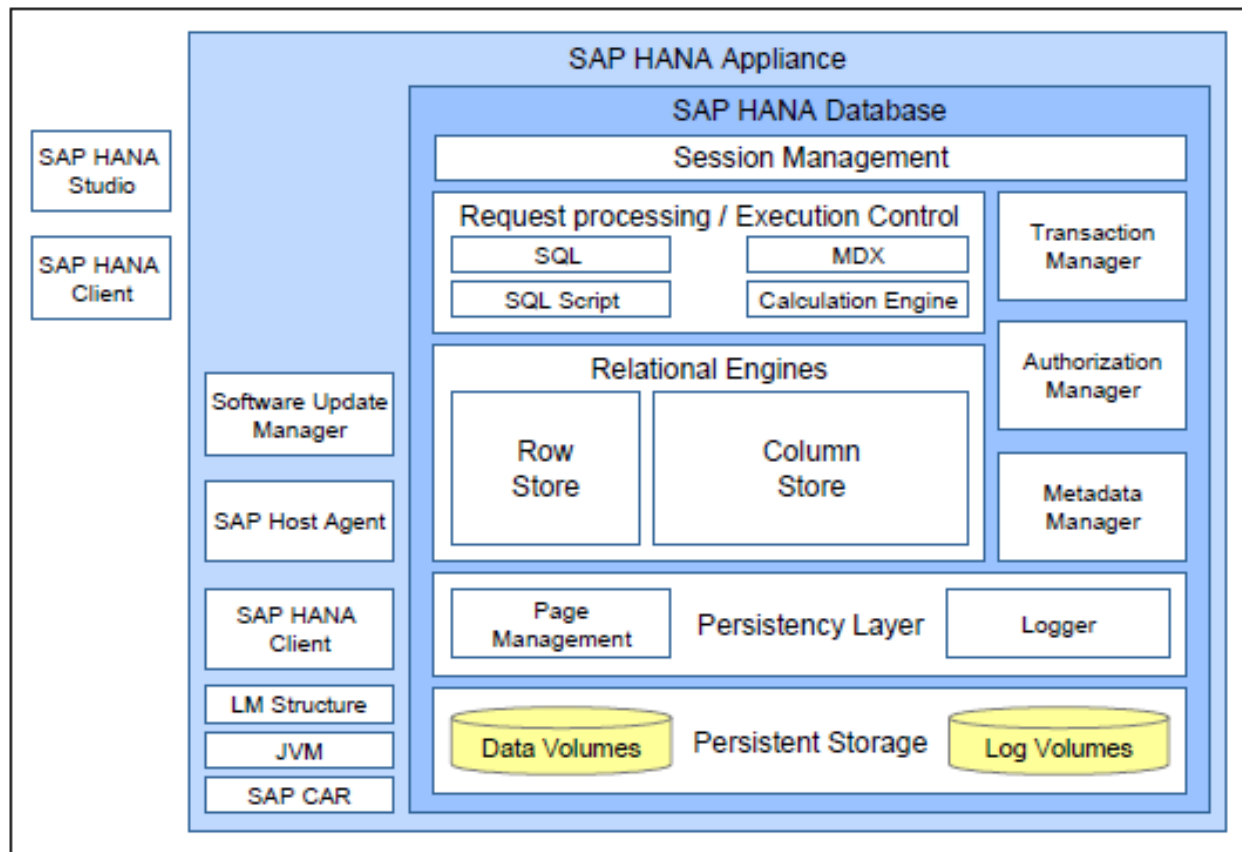 SAP HANA Appliance
SAP HANA Database
SAP HANA
Studio
SAP HANA
Client
Session Management
Request processing / Execution Control
SQL
MDX
SQL Script
Calculation Engine
Transaction
Manager
Authorization
Manager
Metadata
Manager
Relational Engines
Row
Store
Column
Store
Software Update
Manager
SAP Host Agent
SAP HANA
Client
LM Structure
JVM
SAP CAR
Page
Management
Persistency Layer
Logger
Data Volumes
Persistent Storage
Log Volumes